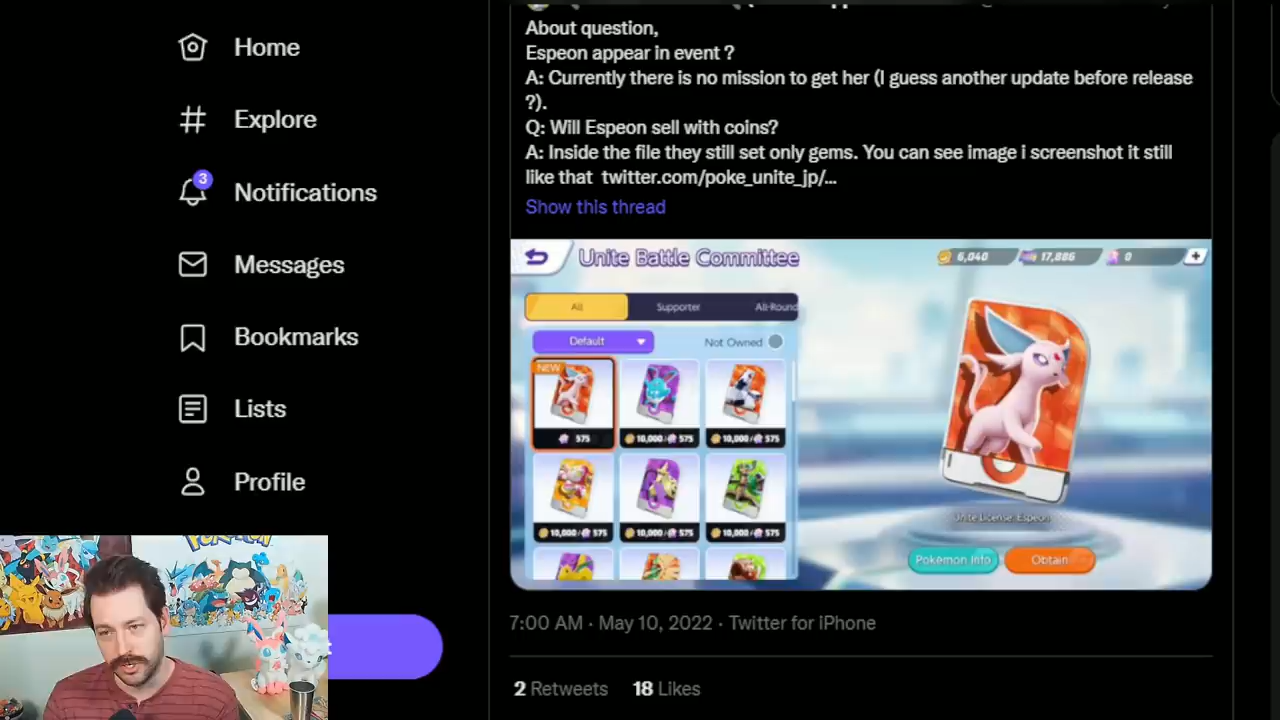 Home
Explore
3
Notifications
Messages
Bookmarks
Lists
Profile
About question,
Espeon appear in event ?
A: Currently there is no mission to get her (I guess another update before release
?).
Q: Will Espeon sell with coins?
A: Inside the file they still set only gems. You can see image i screenshot it still
like that twitter.com/poke_unite_jp/...
Show this thread
Unite Battle Committee
6,040
17,886
0
All
Supporter
All-Round
Default
Not Owned
NEW
575
10,000/ 575
10,000/ 575
10,000/ 575
10,000/ 575
10,000/ 575
Unite License: Espeon
Pokémon Info
Obtain
7:00 AM · May 10, 2022 · Twitter for iPhone
2 Retweets 18 Likes